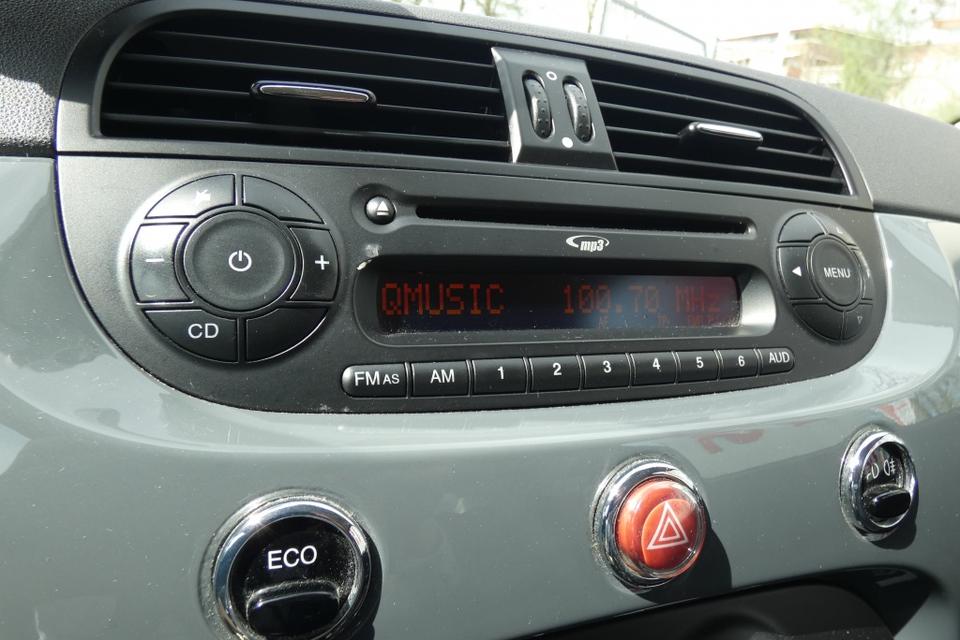 mp3
− + MENU
QMUSIC 100.70 MHz
CD
FM AS AM 1 2 3 4 5 6 AUD
ECO